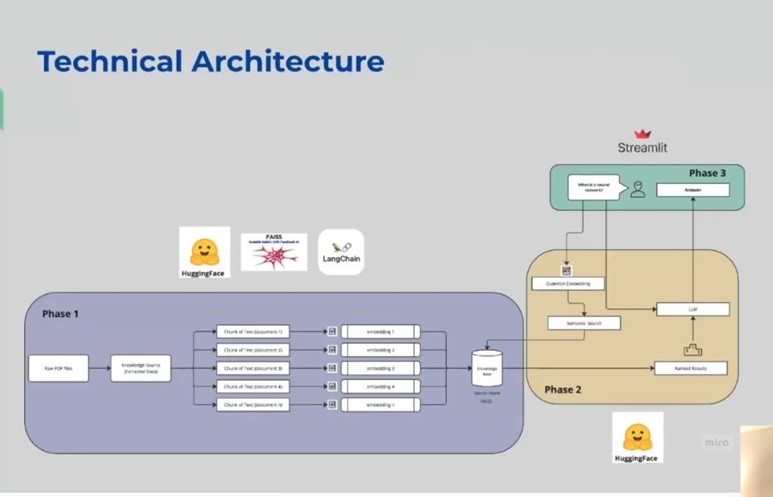 Technical Architecture
Streamlit
Phase 3
What is a neural
network?
Answer
HuggingFace
FAISS
LangChain
Phase 1
Raw PDF files
Knowledge Source
Chunk of Text (document 1)
Chunk of Text (document 2)
Chunk of Text (document 3)
Chunk of Text (document 4)
Chunk of Text (document n)
embedding 1
embedding 2
embedding 3
embedding 4
embedding n
Knowledge
Base
Vector Store
FAISS
Question Embedding
Semantic Search
LLM
Ranked Results
Phase 2
HuggingFace
miro